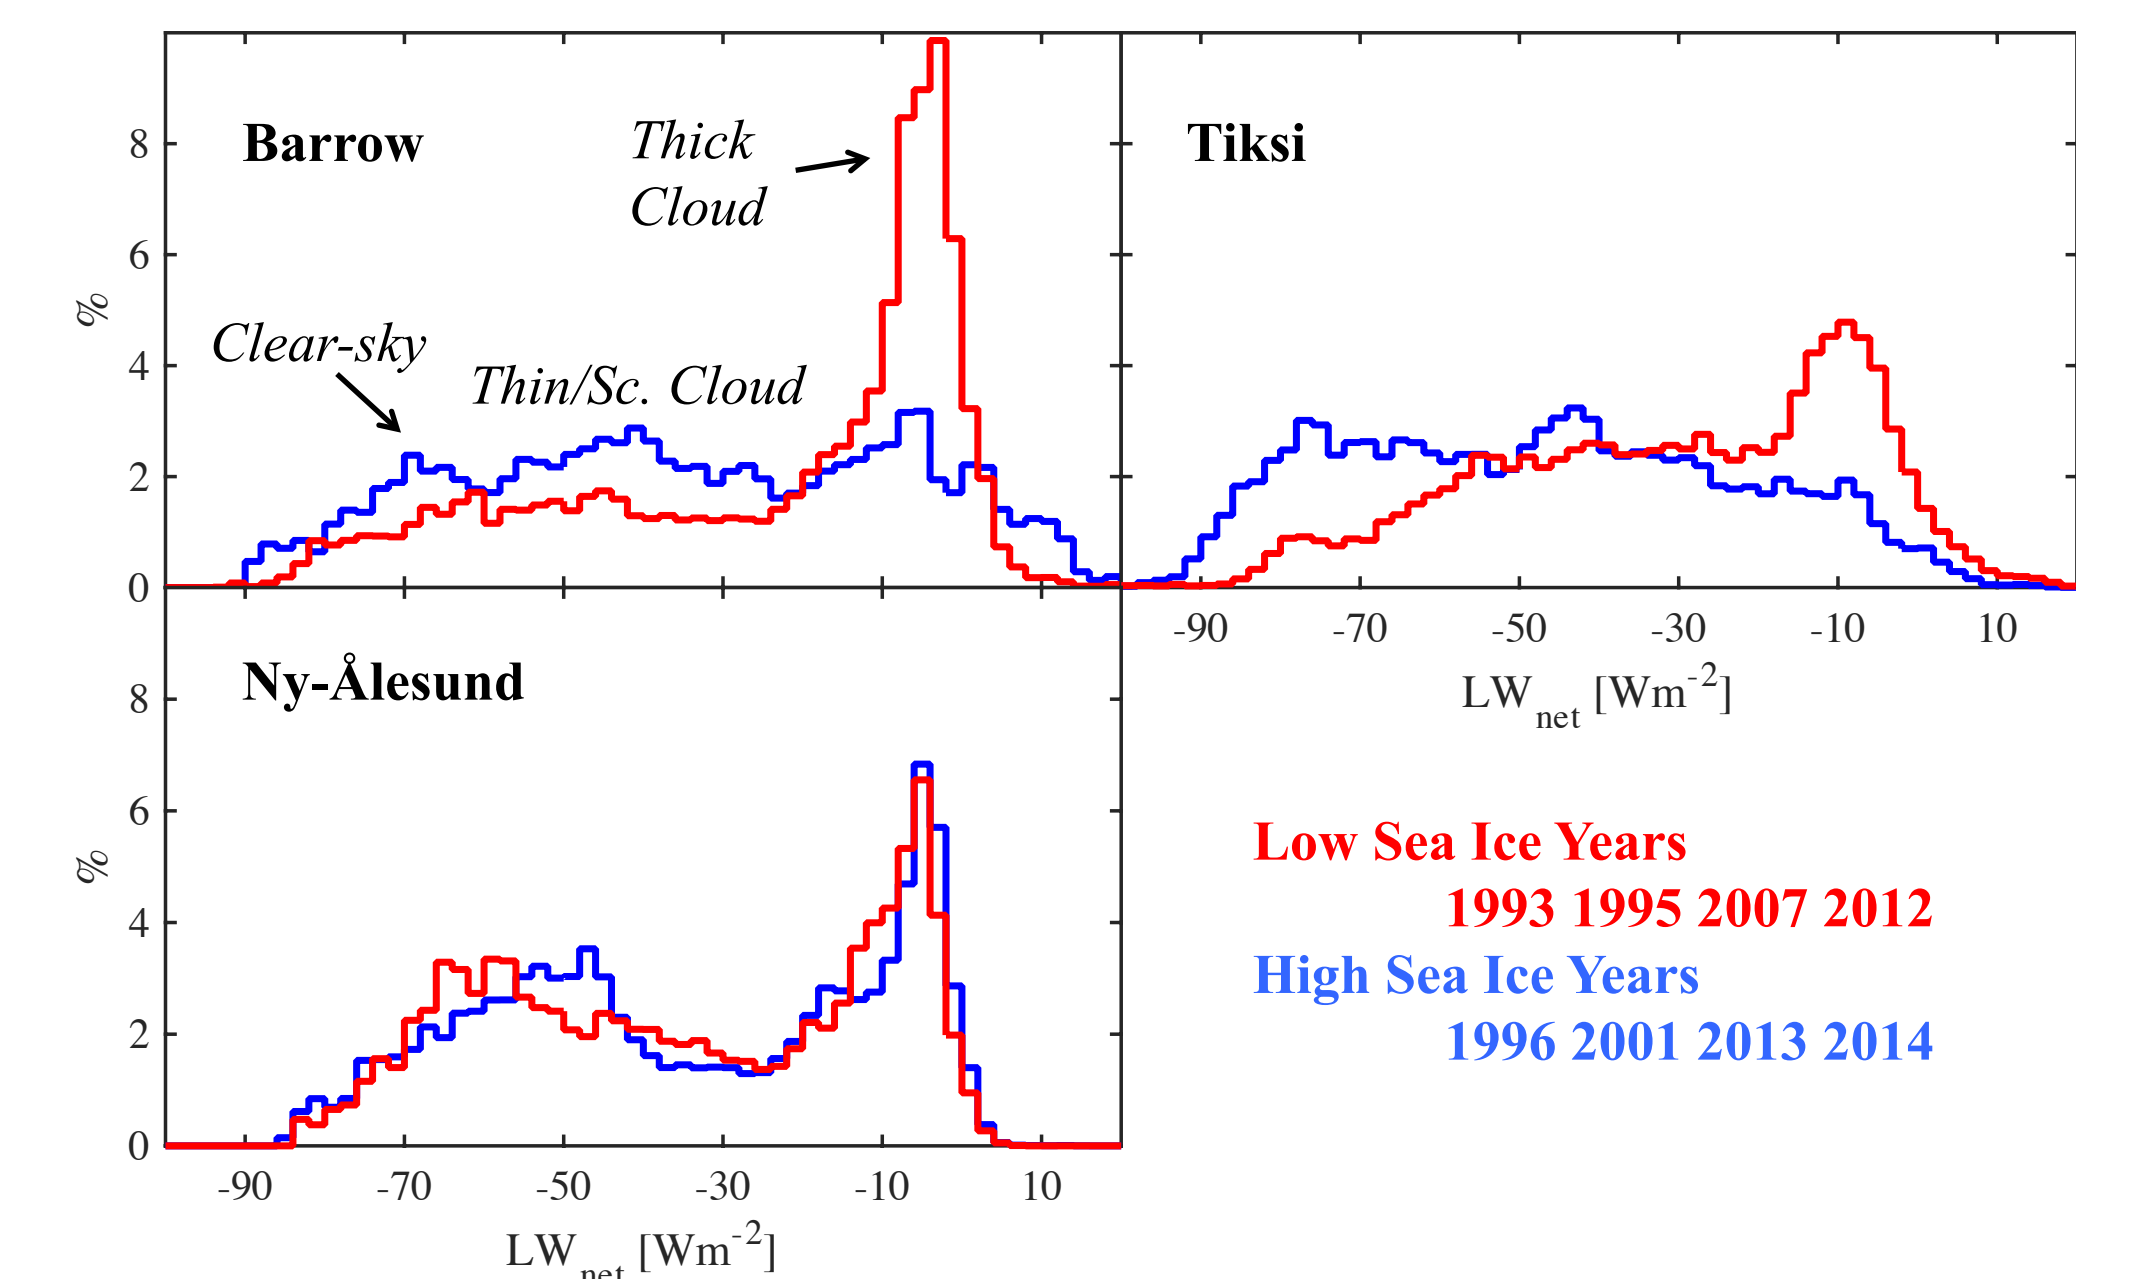 Barrow
Thick
Cloud
Clear-sky
Thin/Sc. Cloud
%
8
6
4
2
0
Tiksi
-90 -70 -50 -30 -10 10
LWnet [Wm-2]
Ny-Ålesund
%
8
6
4
2
0
-90 -70 -50 -30 -10 10
LWnet [Wm-2]
Low Sea Ice Years
1993 1995 2007 2012
High Sea Ice Years
1996 2001 2013 2014